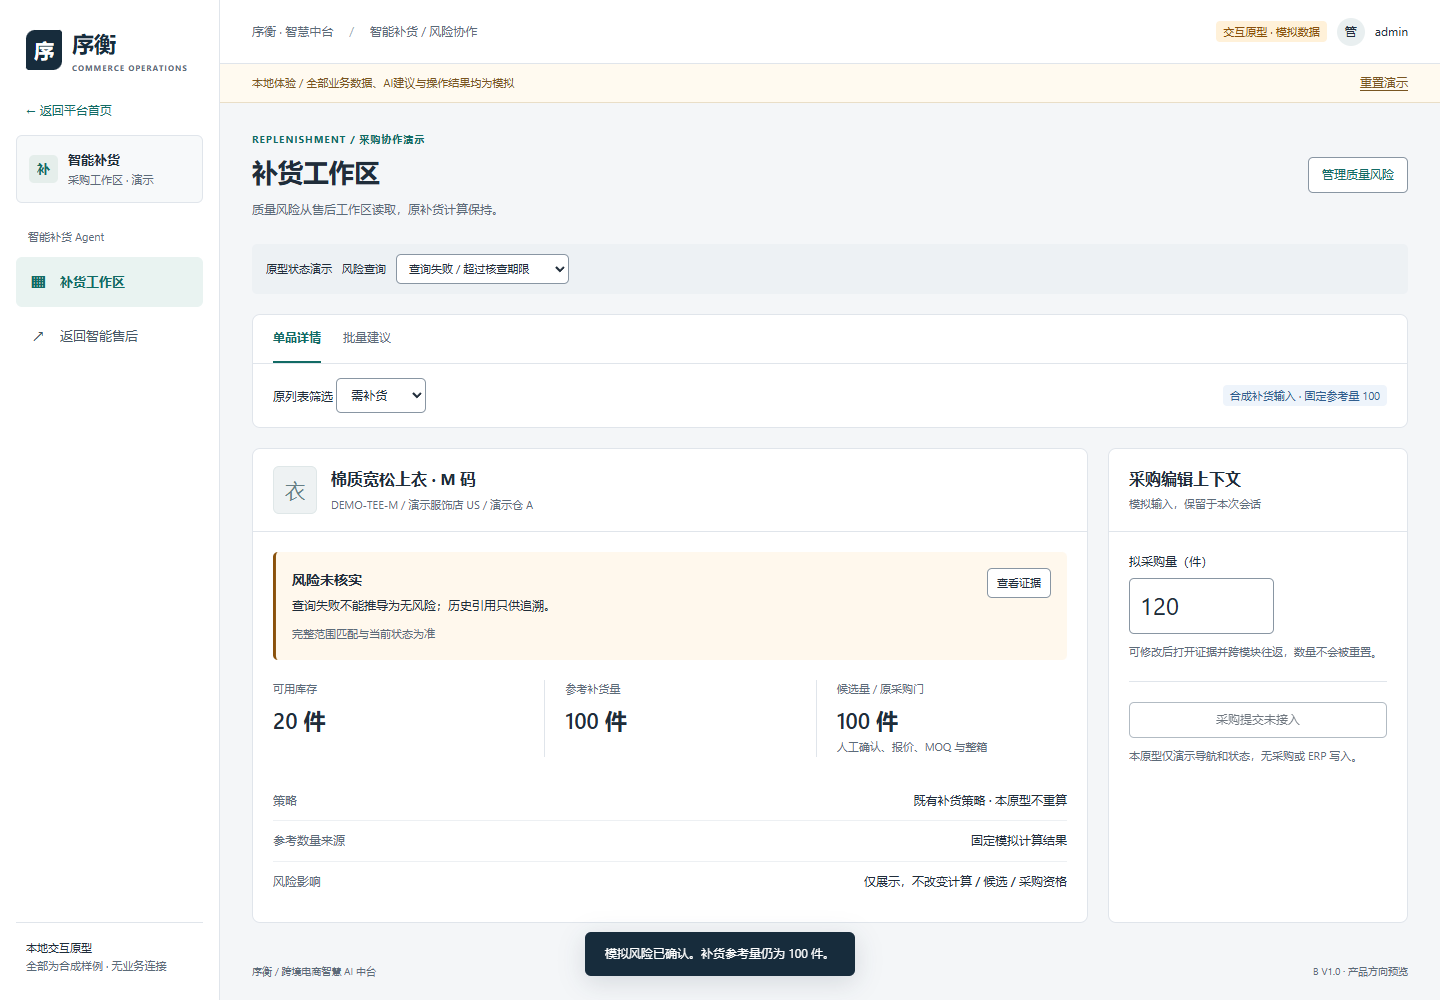 序
序衡
COMMERCE OPERATIONS
← 返回平台首页
补
智能补货
采购工作区 · 演示
智能补货 Agent
补货工作区
↗ 返回智能售后
本地交互原型
全部为合成样例 · 无业务连接
序衡 · 智慧中台 / 智能补货 / 风险协作
交互原型 · 模拟数据
管
admin
本地体验 / 全部业务数据、AI建议与操作结果均为模拟
重置演示
REPLENISHMENT / 采购协作演示
补货工作区
质量风险从售后工作区读取，原补货计算保持。
管理质量风险
原型状态演示 风险查询 查询失败 / 超过核查期限
单品详情 批量建议
原列表筛选 需补货
合成补货输入 · 固定参考量 100
衣
棉质宽松上衣 · M 码
DEMO-TEE-M / 演示服饰店 US / 演示仓 A
风险未核实
查询失败不能推导为无风险；历史引用只供追溯。
完整范围匹配与当前状态为准
查看证据
可用库存
20 件
参考补货量
100 件
候选量 / 原采购门
100 件
人工确认、报价、MOQ 与整箱
策略 既有补货策略 · 本原型不重算
参考数量来源 固定模拟计算结果
风险影响 仅展示，不改变计算 / 候选 / 采购资格
采购编辑上下文
模拟输入，保留于本次会话
拟采购量（件）
120
可修改后打开证据并跨模块往返，数量不会被重置。
采购提交未接入
本原型仅演示导航和状态，无采购或 ERP 写入。
模拟风险已确认。补货参考量仍为 100 件。
序衡 / 跨境电商智慧 AI 中台
B V1.0 · 产品方向预览